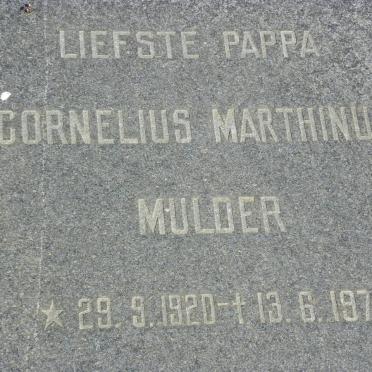 LIEFSTE PAPPA
CORNELIUS MARTHINU
MULDER
★ 29. 9. 1920-† 13. 6. 197